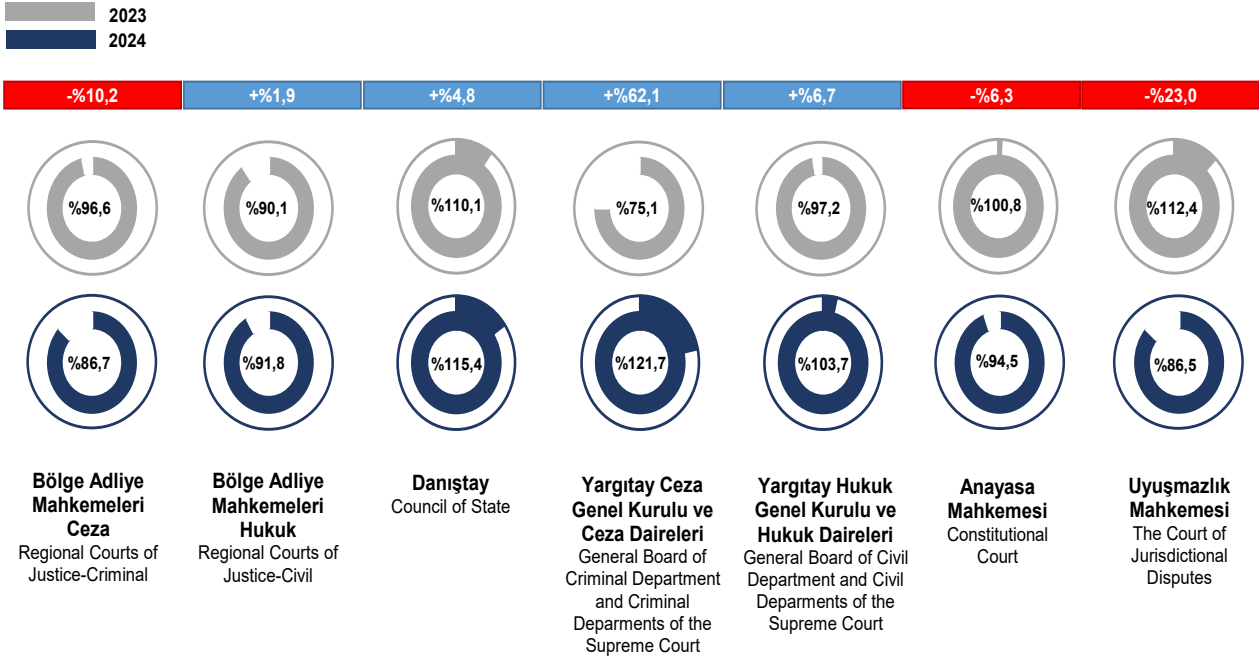 2023
2024
-%10,2
+%1,9
+%4,8
+%62,1
+%6,7
-%6,3
-%23,0
%96,6
%90,1
%110,1
%75,1
%97,2
%100,8
%112,4
%86,7
%91,8
%115,4
%121,7
%103,7
%94,5
%86,5
Bölge Adliye
Mahkemeleri
Ceza
Regional Courts of
Justice-Criminal
Bölge Adliye
Mahkemeleri
Hukuk
Regional Courts of
Justice-Civil
Danıştay
Council of State
Yargıtay Ceza
Genel Kurulu ve
Ceza Daireleri
General Board of
Criminal Department
and Criminal
Deparments of the
Supreme Court
Yargıtay Hukuk
Genel Kurulu ve
Hukuk Daireleri
General Board of Civil
Department and Civil
Deparments of the
Supreme Court
Anayasa
Mahkemesi
Constitutional
Court
Uyuşmazlık
Mahkemesi
The Court of
Jurisdictional
Disputes